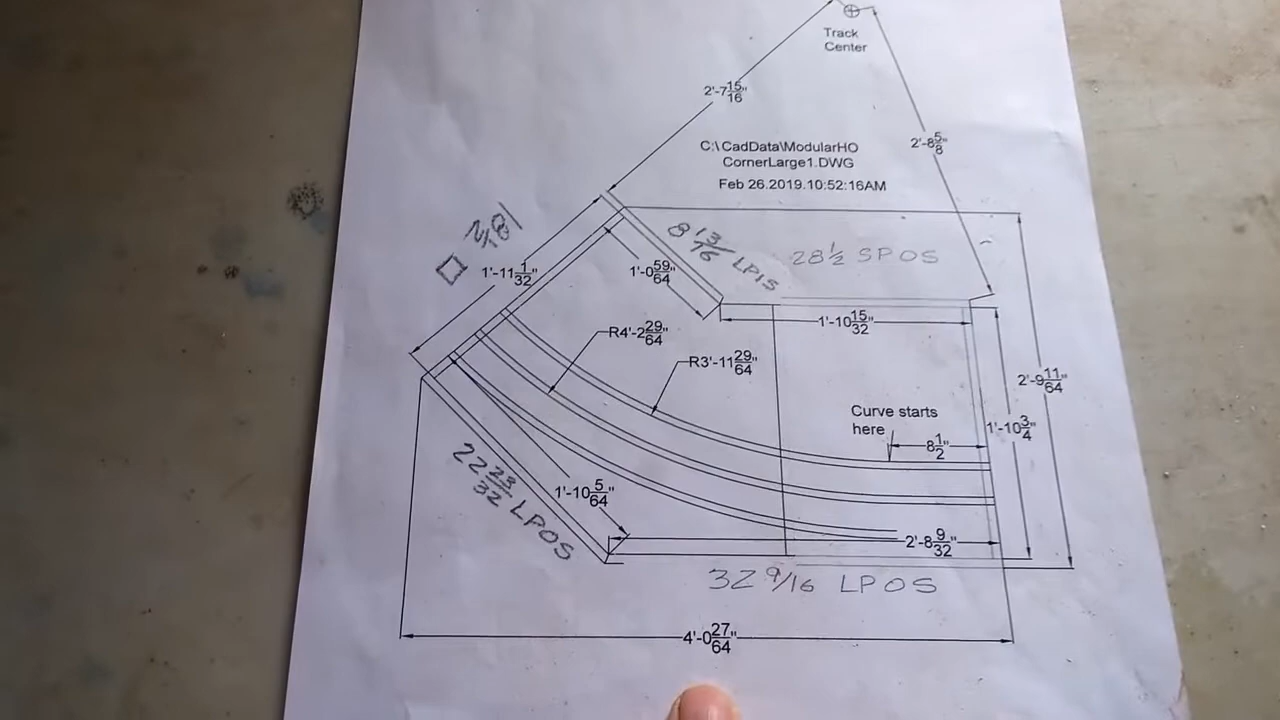 Track
Center
2'-7 15/16"
2'-8 5/8"
C:\CadData\ModularHO
CornerLarge1.DWG
Feb 26.2019.10:52:16AM
8 13/16 LPIS
28 1/2 SPOS
1'-11 1/32"
1'-0 59/64"
1'-10 15/32"
R4'-2 29/64"
R3'-11 29/64"
2'-9 11/64"
Curve starts
here
1'-10 3/4"
8 1/2"
22 23/32 LPOS
1'-10 5/64"
2'-8 9/32"
32 9/16 LPOS
4'-0 27/64"